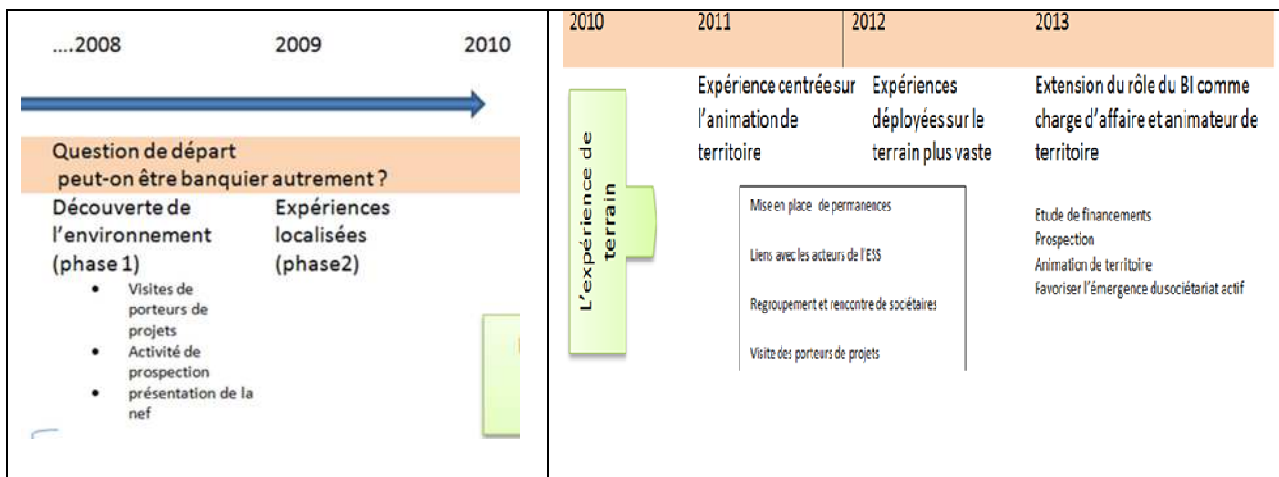 ....2008 2009 2010
Question de départ
peut-on être banquier autrement ?
Découverte de
l'environnement
(phase 1)
Expériences
localisées
(phase2)
• Visites de
porteurs de
projets
• Activité de
prospection
• présentation de la
nef
2010 2011 2012 2013
L'expérience de
terrain
Expérience centrée sur
l'animation de
territoire
Expériences
déployées sur le
terrain plus vaste
Extension du rôle du BI comme
charge d'affaire et animateur de
territoire
Mise en place de permanences
Liens avec les acteurs de l'ESS
Regroupement et rencontre de sociétaires
Visite des porteurs de projets
Etude de financements
Prospection
Animation de territoire
Favoriser l'émergence du sociétariat actif